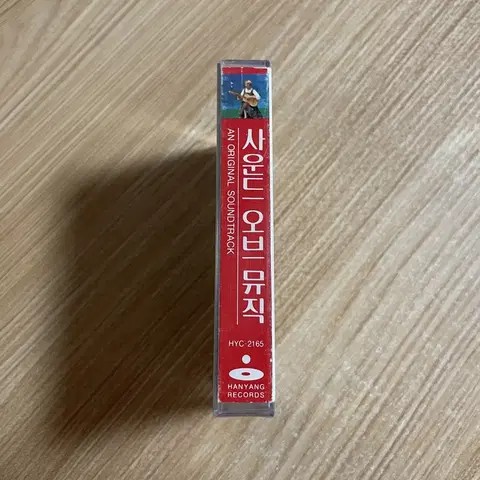 사운드 오브 뮤직
AN ORIGINAL SOUNDTRACK
HYC-2165
HANYANG
RECORDS